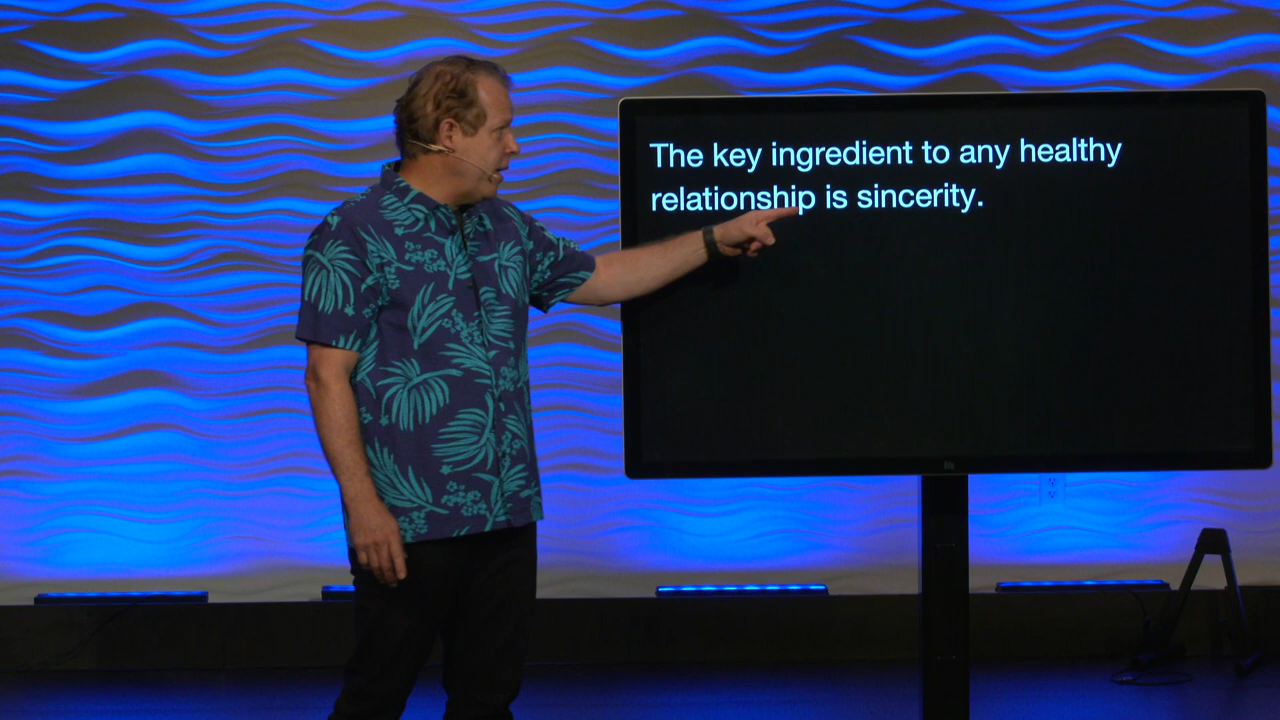 The key ingredient to any healthy
relationship is sincerity.